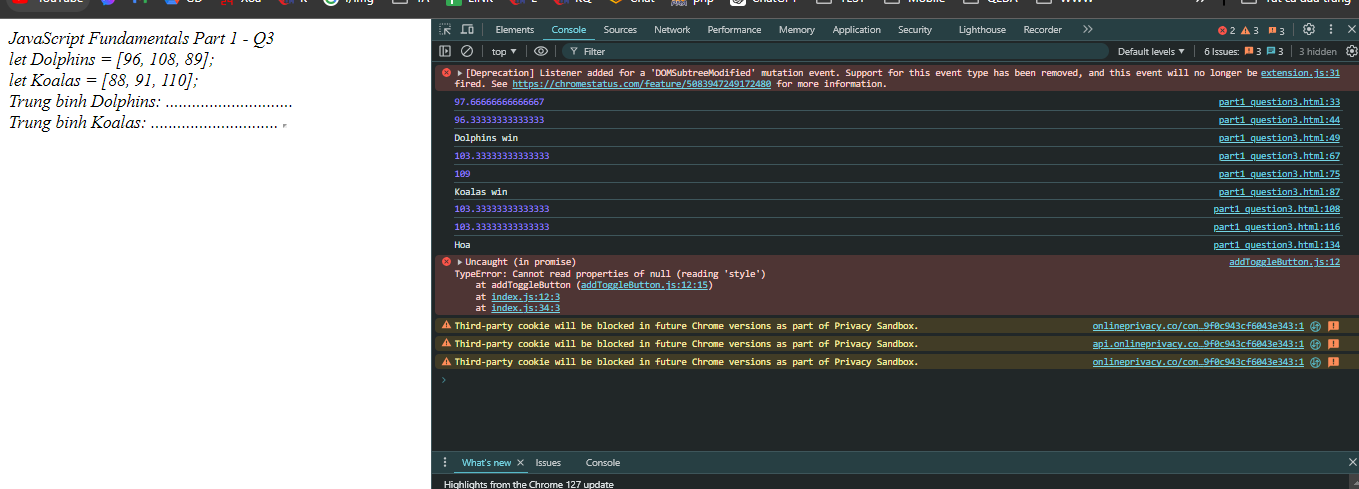 JavaScript Fundamentals Part 1 - Q3
let Dolphins = [96, 108, 89];
let Koalas = [88, 91, 110];
Trung binh Dolphins: .............................
Trung binh Koalas: .............................
Elements Console Sources Network Performance Memory Application Security Lighthouse Recorder 2 3 3
top Filter Default levels 6 Issues: 3 3 3 hidden
[Deprecation] Listener added for a 'DOMSubtreeModified' mutation event. Support for this event type has been removed, and this event will no longer be extension.js:31
fired. See https://chromestatus.com/feature/5083947249172480 for more information.
97.66666666666667 part1_question3.html:33
96.33333333333333 part1_question3.html:44
Dolphins win part1_question3.html:49
103.33333333333333 part1_question3.html:67
109 part1_question3.html:75
Koalas win part1_question3.html:87
103.33333333333333 part1_question3.html:108
103.33333333333333 part1_question3.html:116
Hoa part1_question3.html:134
Uncaught (in promise) addToggleButton.js:12
TypeError: Cannot read properties of null (reading 'style')
at addToggleButton (addToggleButton.js:12:15)
at index.js:12:3
at index.js:34:3
Third-party cookie will be blocked in future Chrome versions as part of Privacy Sandbox. onlineprivacy.co/con…9f0c943cf6043e343:1
Third-party cookie will be blocked in future Chrome versions as part of Privacy Sandbox. api.onlineprivacy.co…9f0c943cf6043e343:1
Third-party cookie will be blocked in future Chrome versions as part of Privacy Sandbox. onlineprivacy.co/con…9f0c943cf6043e343:1
What's new Issues Console
Highlights from the Chrome 127 update